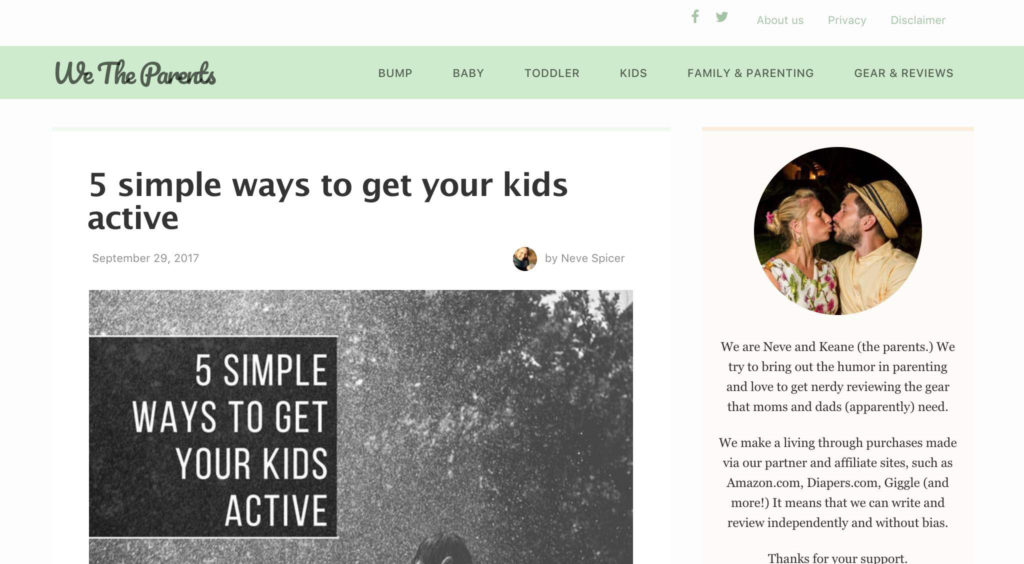 About us Privacy Disclaimer
We The Parents
BUMP BABY TODDLER KIDS FAMILY & PARENTING GEAR & REVIEWS
5 simple ways to get your kids
active
September 29, 2017
by Neve Spicer
5 SIMPLE
WAYS TO GET
YOUR KIDS
ACTIVE
We are Neve and Keane (the parents.) We
try to bring out the humor in parenting
and love to get nerdy reviewing the gear
that moms and dads (apparently) need.
We make a living through purchases made
via our partner and affiliate sites, such as
Amazon.com, Diapers.com, Giggle (and
more!) It means that we can write and
review independently and without bias.
Thanks for your support.